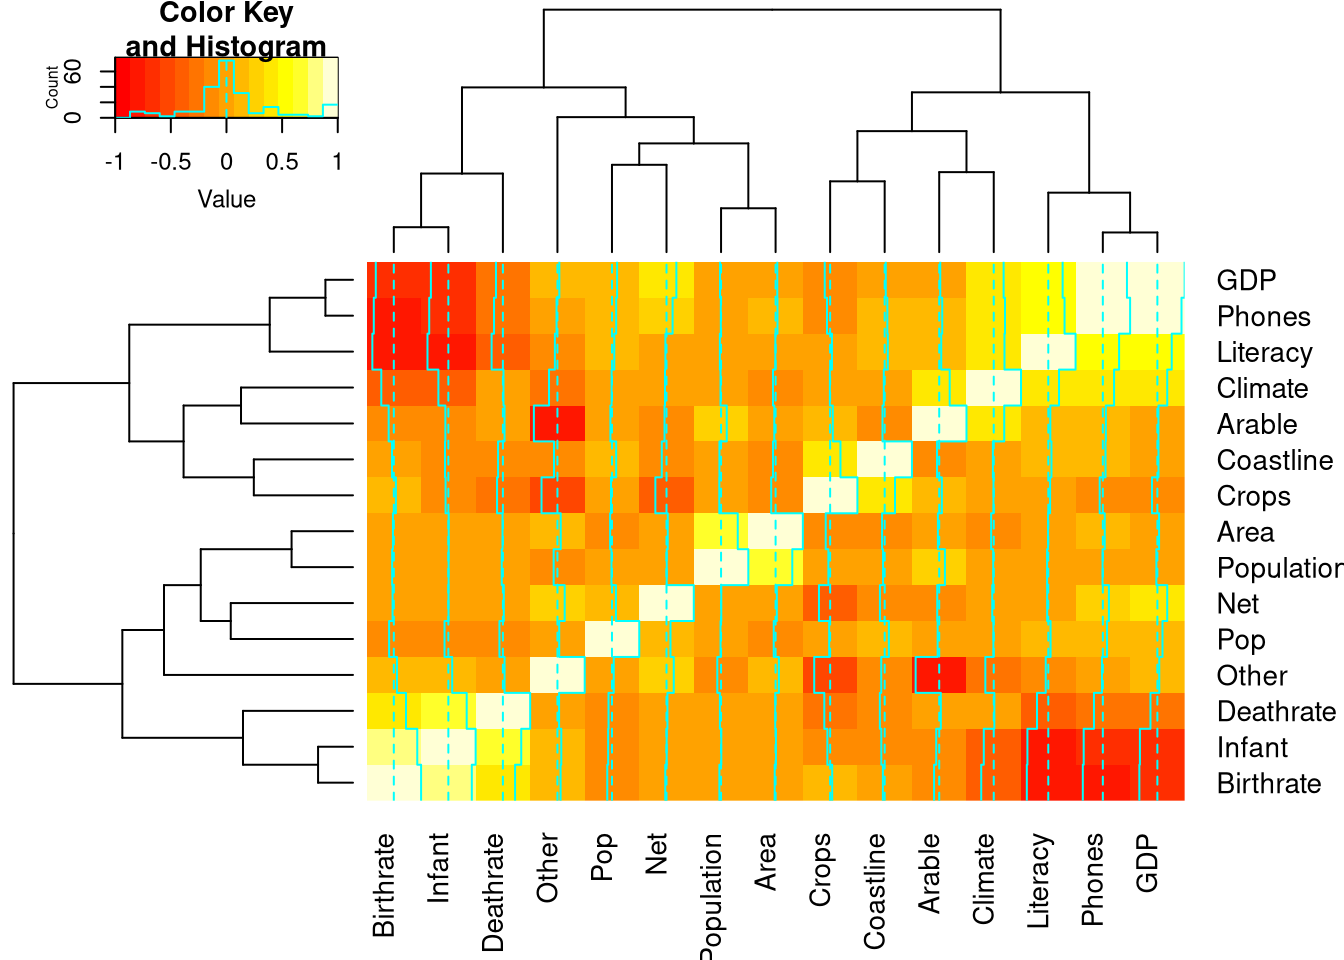 Color Key
and Histogram
Count
0 60
-1 -0.5 0 0.5 1
Value
GDP
Phones
Literacy
Climate
Arable
Coastline
Crops
Area
Population
Net
Pop
Other
Deathrate
Infant
Birthrate
Birthrate Infant Deathrate Other Pop Net Population Area Crops Coastline Arable Climate Literacy Phones GDP